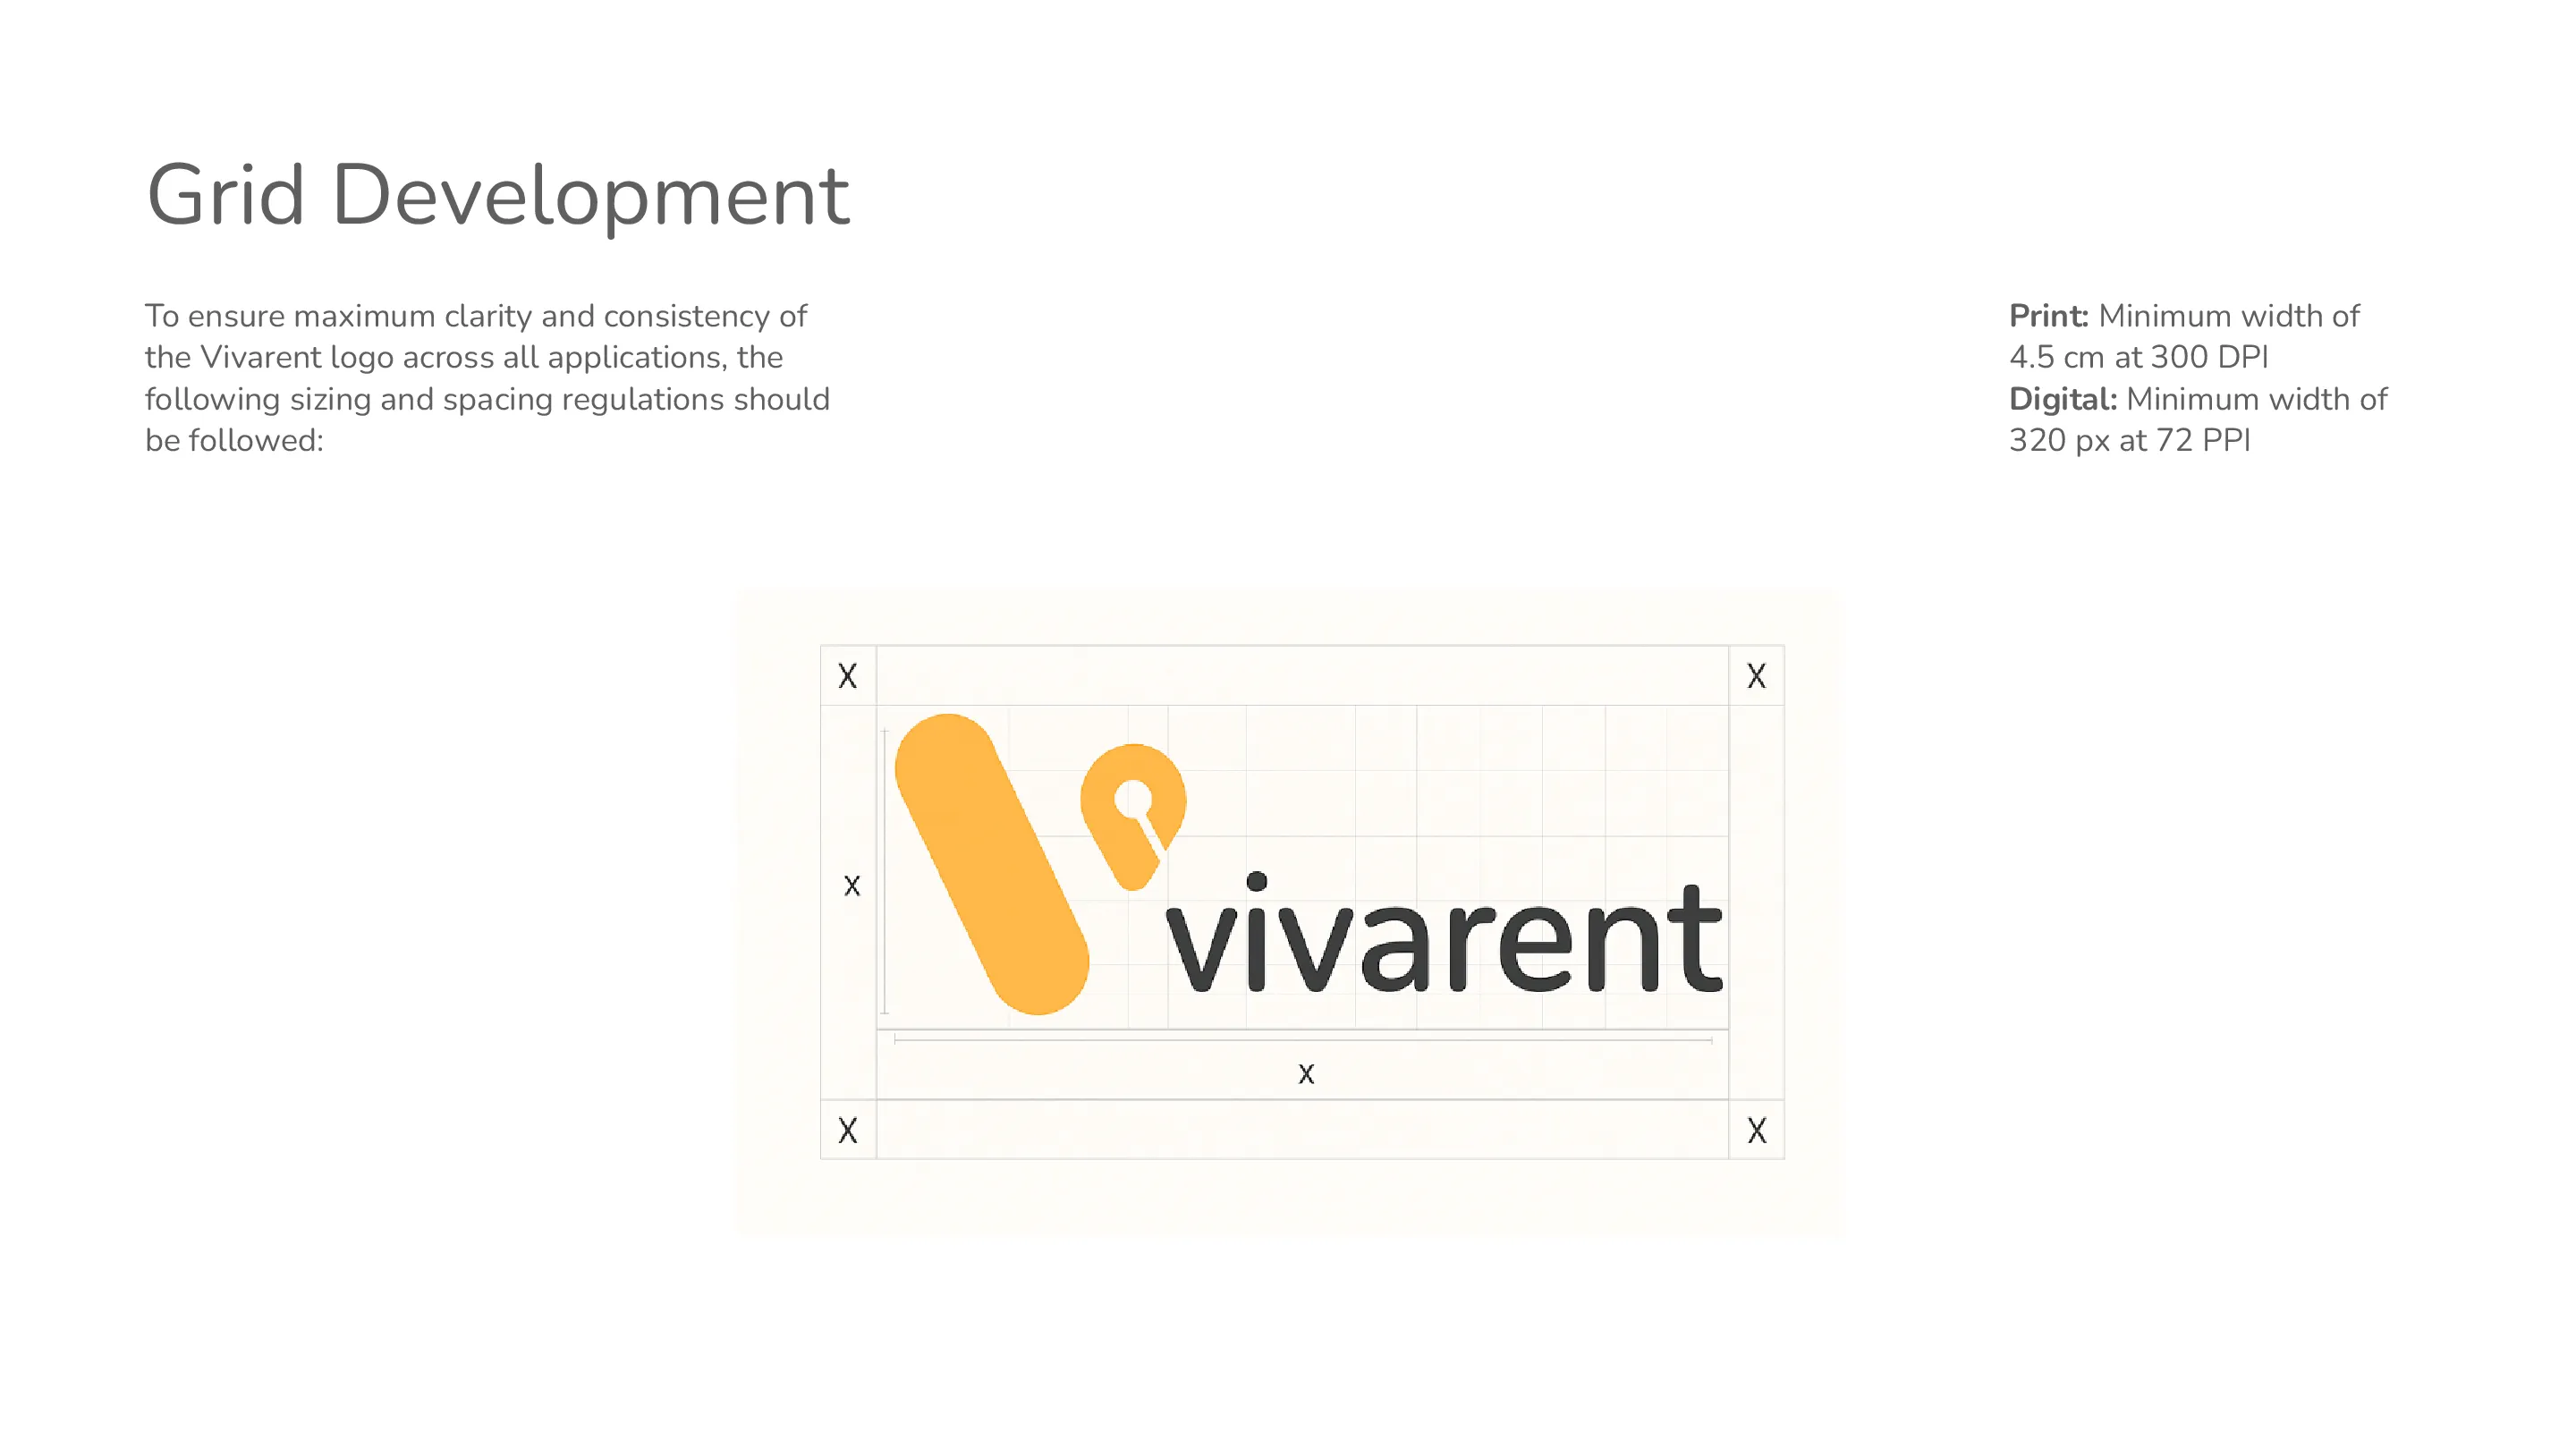 Grid Development
To ensure maximum clarity and consistency of
the Vivarent logo across all applications, the
following sizing and spacing regulations should
be followed:
Print: Minimum width of
4.5 cm at 300 DPI
Digital: Minimum width of
320 px at 72 PPI
X X
X
vivarent
X
X X